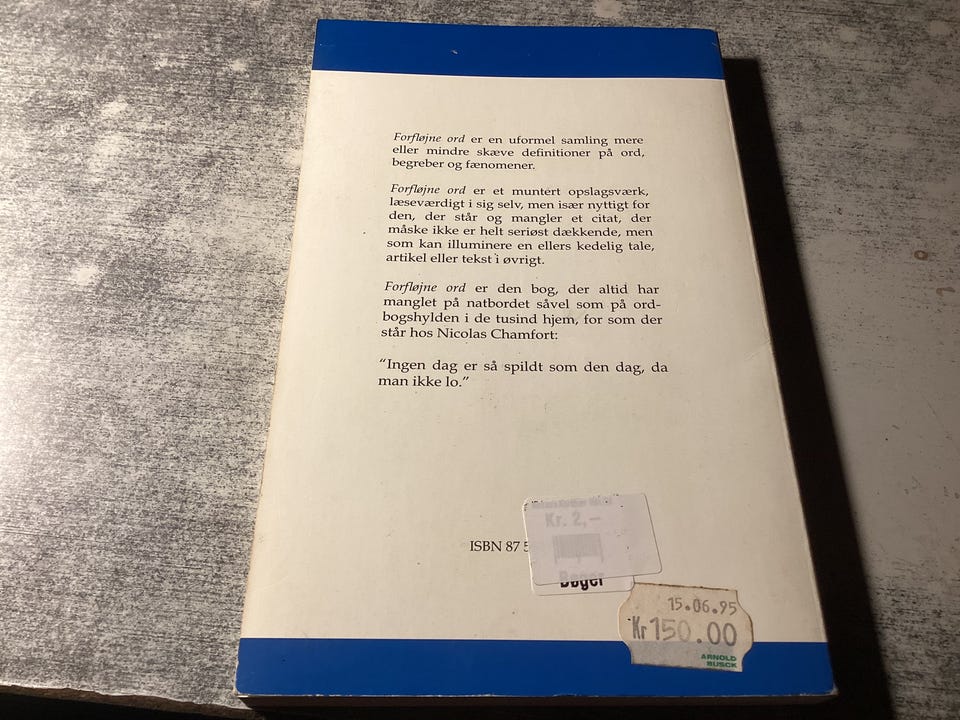 Forfløjne ord er en uformel samling mere
eller mindre skæve definitioner på ord,
begreber og fænomener.
Forfløjne ord er et muntert opslagsværk,
læseværdigt i sig selv, men især nyttigt for
den, der står og mangler et citat, der
måske ikke er helt seriøst dækkende, men
som kan illuminere en ellers kedelig tale,
artikel eller tekst i øvrigt.
Forfløjne ord er den bog, der altid har
manglet på natbordet såvel som på ord-
bogshylden i de tusind hjem, for som der
står hos Nicolas Chamfort:
“Ingen dag er så spildt som den dag, da
man ikke lo.”
Kr. 2,–
ISBN 87 5
Bøger
15.06.95
Kr 150.00
ARNOLD
BUSCK